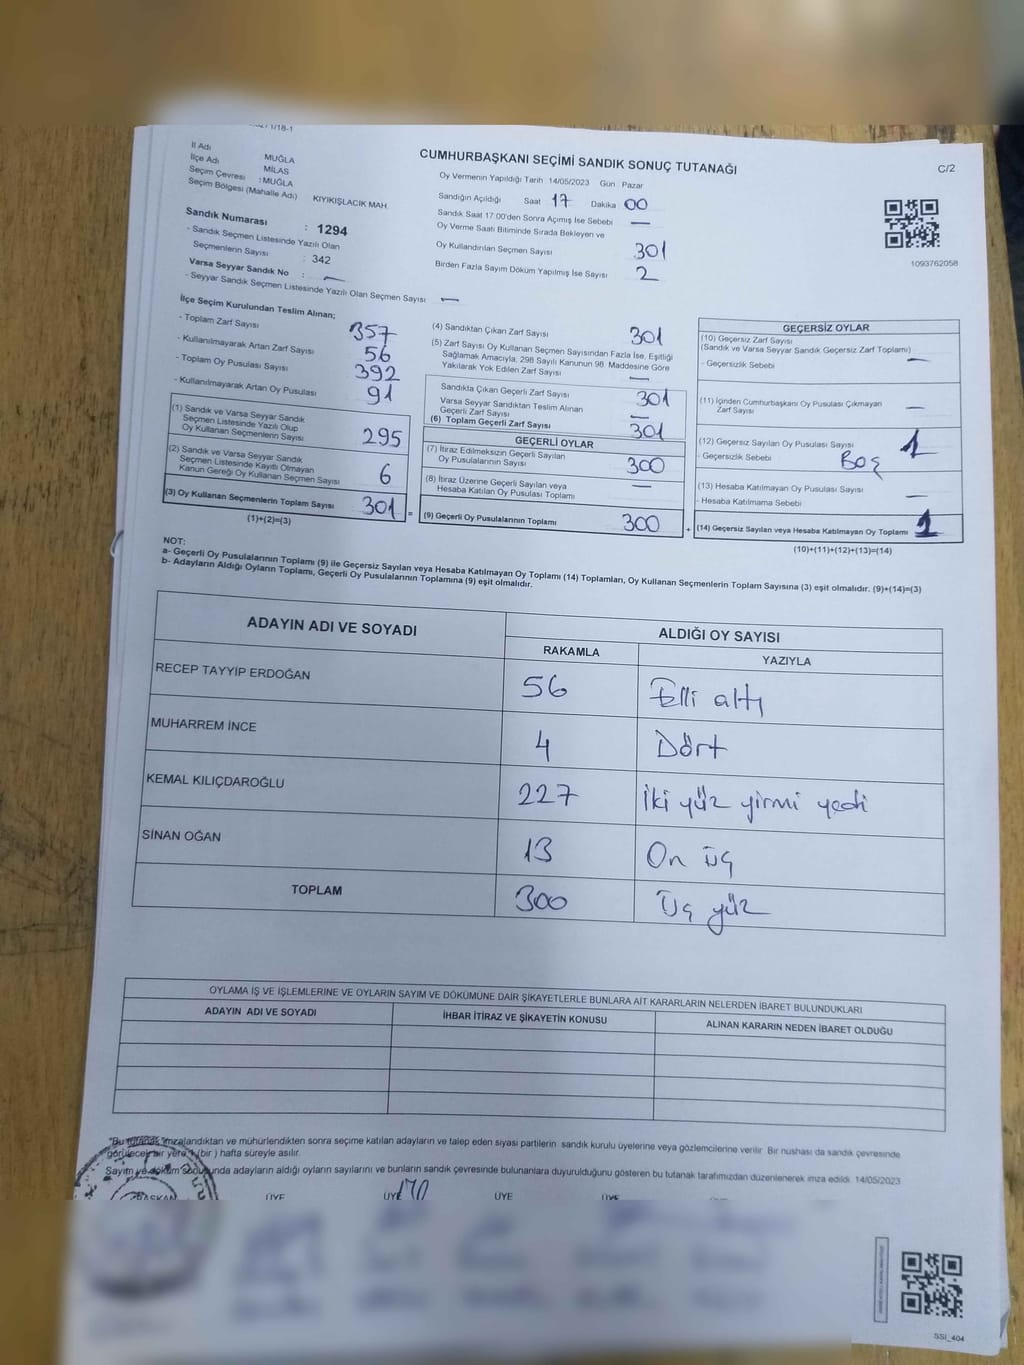 CUMHURBAŞKANI SEÇİMİ SANDIK SONUÇ TUTANAĞI
C/2
İl Adı MUĞLA
İlçe Adı MİLAS
Seçim Çevresi : MUĞLA
Seçim Bölgesi (Mahalle Adı) KIYIKIŞLACIK MAH.
Sandık Numarası : 1294
- Sandık Seçmen Listesinde Yazılı Olan
Seçmenlerin Sayısı : 342
Varsa Seyyar Sandık No : —
- Seyyar Sandık Seçmen Listesinde Yazılı Olan Seçmen Sayısı —
Oy Vermenin Yapıldığı Tarih 14/05/2023 Gün Pazar
Sandığın Açıldığı Saat 17 Dakika 00
Sandık Saat 17:00'den Sonra Açımış İse Sebebi —
Oy Verme Saati Bitiminde Sırada Bekleyen ve
Oy Kullandırılan Seçmen Sayısı 301
Birden Fazla Sayım Döküm Yapılmış İse Sayısı 2
1093762058
İlçe Seçim Kurulundan Teslim Alınan;
- Toplam Zarf Sayısı 357
- Kullanılmayarak Artan Zarf Sayısı 56
- Toplam Oy Pusulası Sayısı 392
- Kullanılmayarak Artan Oy Pusulası 91
(1) Sandık ve Varsa Seyyar Sandık
Seçmen Listesinde Yazılı Olup
Oy Kullanan Seçmenlerin Sayısı 295
(2) Sandık ve Varsa Seyyar Sandık
Seçmen Listesinde Kayıtlı Olmayan
Kanun Gereği Oy Kullanan Seçmen Sayısı 6
(3) Oy Kullanan Seçmenlerin Toplam Sayısı 301
(1)+(2)=(3)
(4) Sandıktan Çıkan Zarf Sayısı 301
(5) Zarf Sayısı Oy Kullanan Seçmen Sayısından Fazla İse, Eşitliği
Sağlamak Amacıyla, 298 Sayılı Kanunun 98. Maddesine Göre
Yakılarak Yok Edilen Zarf Sayısı —
Sandıkta Çıkan Geçerli Zarf Sayısı 301
Varsa Seyyar Sandıktan Teslim Alınan
Geçerli Zarf Sayısı —
(6) Toplam Geçerli Zarf Sayısı 301
GEÇERLİ OYLAR
(7) İtiraz Edilmeksizin Geçerli Sayılan
Oy Pusulalarının Sayısı 300
(8) İtiraz Üzerine Geçerli Sayılan veya
Hesaba Katılan Oy Pusulası Toplamı —
= (9) Geçerli Oy Pusulalarının Toplamı 300
GEÇERSİZ OYLAR
(10) Geçersiz Zarf Sayısı
(Sandık ve Varsa Seyyar Sandık Geçersiz Zarf Toplamı) —
- Geçersizlik Sebebi
(11) İçinden Cumhurbaşkanı Oy Pusulası Çıkmayan
Zarf Sayısı —
(12) Geçersiz Sayılan Oy Pusulası Sayısı 1
- Geçersizlik Sebebi Boş
(13) Hesaba Katılmayan Oy Pusulası Sayısı —
- Hesaba Katılmama Sebebi
+ (14) Geçersiz Sayılan veya Hesaba Katılmayan Oy Toplamı 1
(10)+(11)+(12)+(13)=(14)
NOT:
a- Geçerli Oy Pusulalarının Toplamı (9) ile Geçersiz Sayılan veya Hesaba Katılmayan Oy Toplamı (14) Toplamları, Oy Kullanan Seçmenlerin Toplam Sayısına (3) eşit olmalıdır. (9)+(14)=(3)
b- Adayların Aldığı Oyların Toplamı, Geçerli Oy Pusulalarının Toplamına (9) eşit olmalıdır.
ADAYIN ADI VE SOYADI ALDIĞI OY SAYISI
RAKAMLA YAZIYLA
RECEP TAYYİP ERDOĞAN 56 Elli altı
MUHARREM İNCE 4 Dört
KEMAL KILIÇDAROĞLU 227 İki yüz yirmi yedi
SİNAN OĞAN 13 On üç
TOPLAM 300 Üç yüz
OYLAMA İŞ VE İŞLEMLERİNE VE OYLARIN SAYIM VE DÖKÜMÜNE DAİR ŞİKAYETLERLE BUNLARA AİT KARARLARIN NELERDEN İBARET BULUNDUKLARI
ADAYIN ADI VE SOYADI İHBAR İTİRAZ VE ŞİKAYETİN KONUSU ALINAN KARARIN NEDEN İBARET OLDUĞU
"Bu tutanak imzalandıktan ve mühürlendikten sonra seçime katılan adayların ve talep eden siyasi partilerin sandık kurulu üyelerine veya gözlemcilerine verilir. Bir nushası da sandık çevresinde
görülecek bir yere 1 (bir ) hafta süreyle asılır.
Sayım ve döküm sonucunda adayların aldığı oyların sayılarını ve bunların sandık çevresinde bulunanlara duyurulduğunu gösteren bu tutanak tarafımızdan düzenlenerek imza edildi. 14/05/2023
BAŞKAN ÜYE ÜYE ÜYE ÜYE
SSI_404